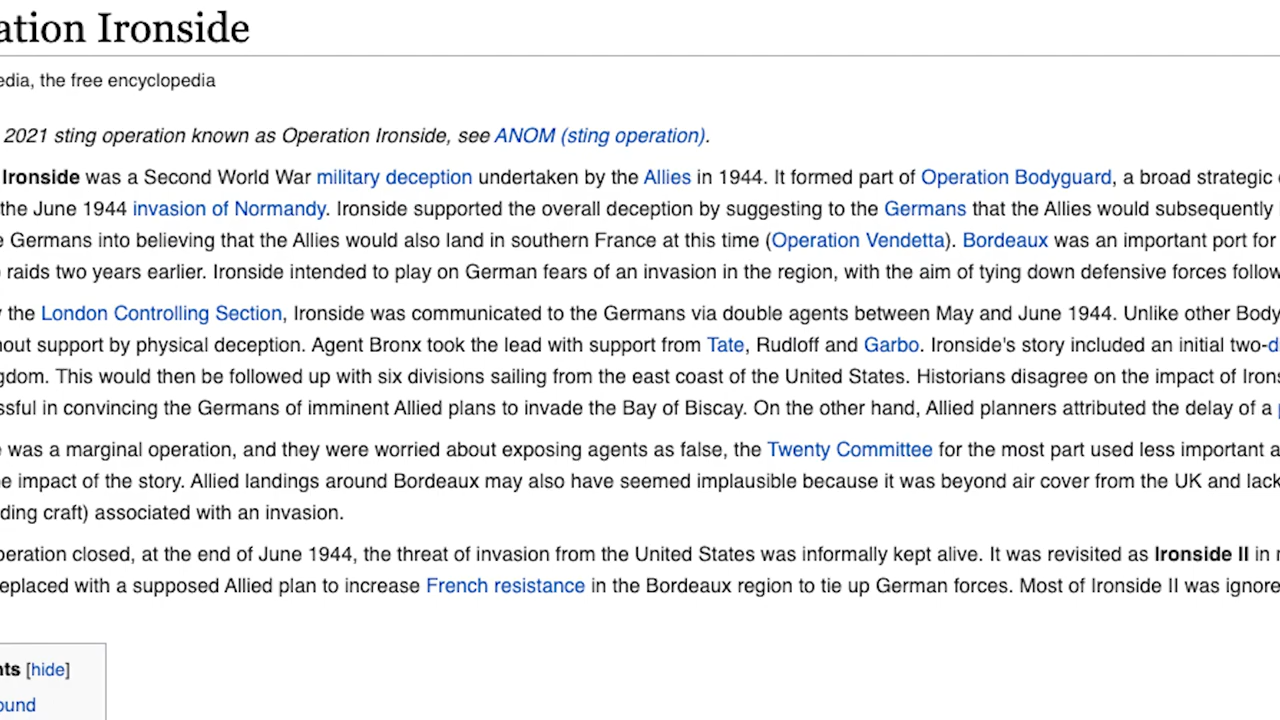 ation Ironside
edia, the free encyclopedia
2021 sting operation known as Operation Ironside, see ANOM (sting operation).
Ironside was a Second World War military deception undertaken by the Allies in 1944. It formed part of Operation Bodyguard, a broad strategic
the June 1944 invasion of Normandy. Ironside supported the overall deception by suggesting to the Germans that the Allies would subsequently
e Germans into believing that the Allies would also land in southern France at this time (Operation Vendetta). Bordeaux was an important port for
raids two years earlier. Ironside intended to play on German fears of an invasion in the region, with the aim of tying down defensive forces follow
the London Controlling Section, Ironside was communicated to the Germans via double agents between May and June 1944. Unlike other Body
hout support by physical deception. Agent Bronx took the lead with support from Tate, Rudloff and Garbo. Ironside's story included an initial two-d
gdom. This would then be followed up with six divisions sailing from the east coast of the United States. Historians disagree on the impact of Irons
ssful in convincing the Germans of imminent Allied plans to invade the Bay of Biscay. On the other hand, Allied planners attributed the delay of a
was a marginal operation, and they were worried about exposing agents as false, the Twenty Committee for the most part used less important a
e impact of the story. Allied landings around Bordeaux may also have seemed implausible because it was beyond air cover from the UK and lack
ding craft) associated with an invasion.
peration closed, at the end of June 1944, the threat of invasion from the United States was informally kept alive. It was revisited as Ironside II in
eplaced with a supposed Allied plan to increase French resistance in the Bordeaux region to tie up German forces. Most of Ironside II was ignore
nts [hide]
ound